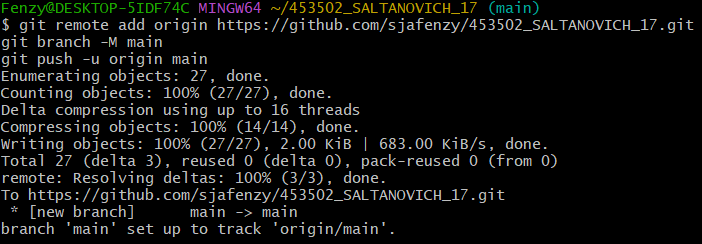 Fenzy@DESKTOP-5IDF74C MINGW64 ~/453502_SALTANOVICH_17 (main)
$ git remote add origin https://github.com/sjafenzy/453502_SALTANOVICH_17.git
git branch -M main
git push -u origin main
Enumerating objects: 27, done.
Counting objects: 100% (27/27), done.
Delta compression using up to 16 threads
Compressing objects: 100% (14/14), done.
Writing objects: 100% (27/27), 2.00 KiB | 683.00 KiB/s, done.
Total 27 (delta 3), reused 0 (delta 0), pack-reused 0 (from 0)
remote: Resolving deltas: 100% (3/3), done.
To https://github.com/sjafenzy/453502_SALTANOVICH_17.git
 * [new branch]      main -> main
branch 'main' set up to track 'origin/main'.